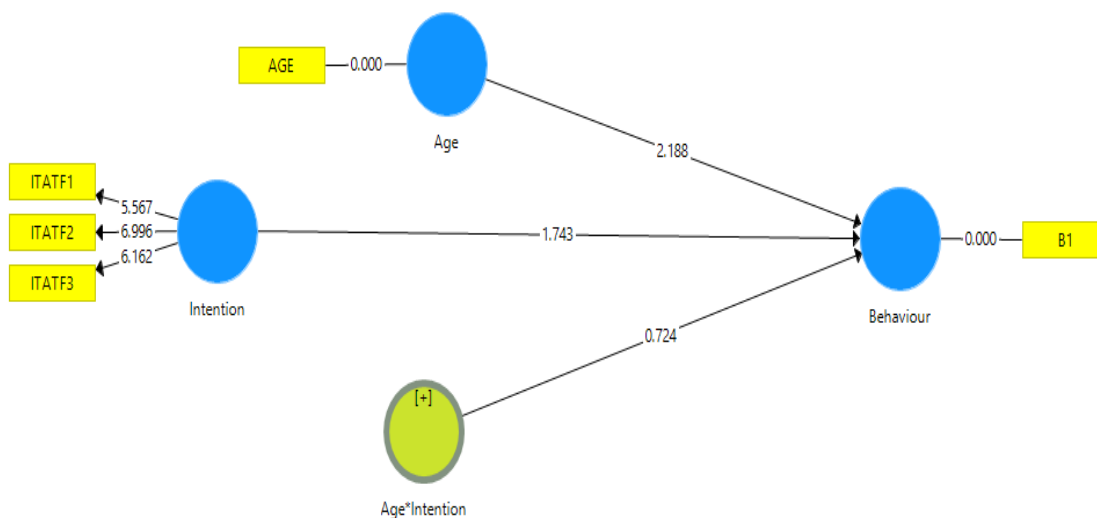 AGE
0.000
Age
2.188
ITATF1
5.567
ITATF2
6.996
ITATF3
6.162
Intention
1.743
0.000
B1
Behaviour
0.724
[+]
Age*Intention